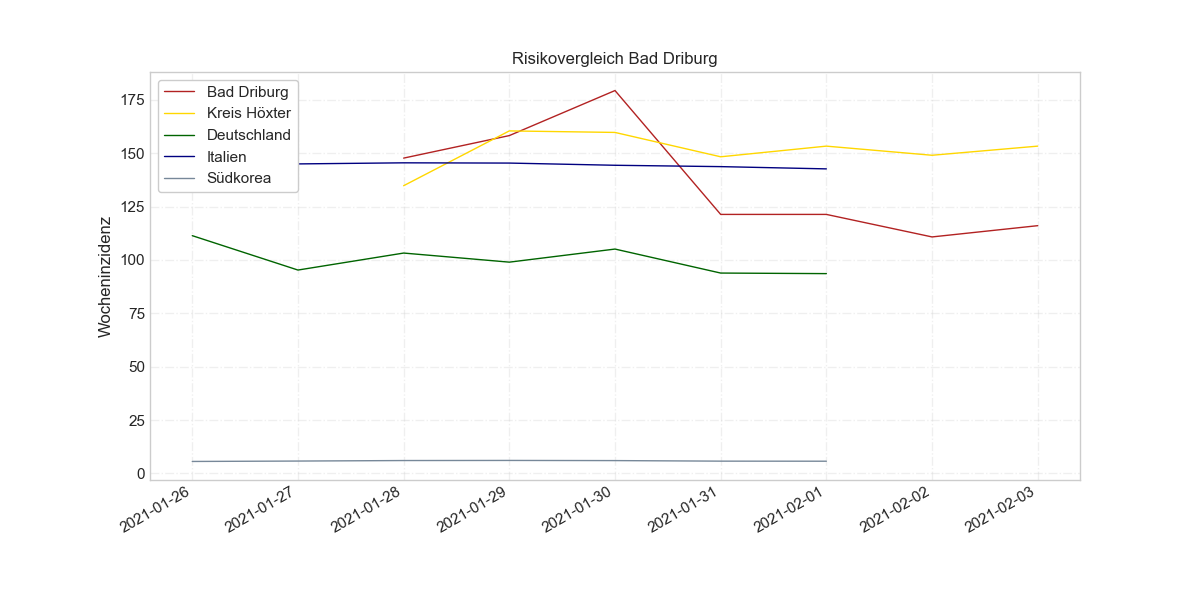 Risikovergleich Bad Driburg
Bad Driburg
Kreis Höxter
Deutschland
Italien
Südkorea
Wocheninzidenz
175
150
125
100
75
50
25
0
2021-01-26
2021-01-27
2021-01-28
2021-01-29
2021-01-30
2021-01-31
2021-02-01
2021-02-02
2021-02-03